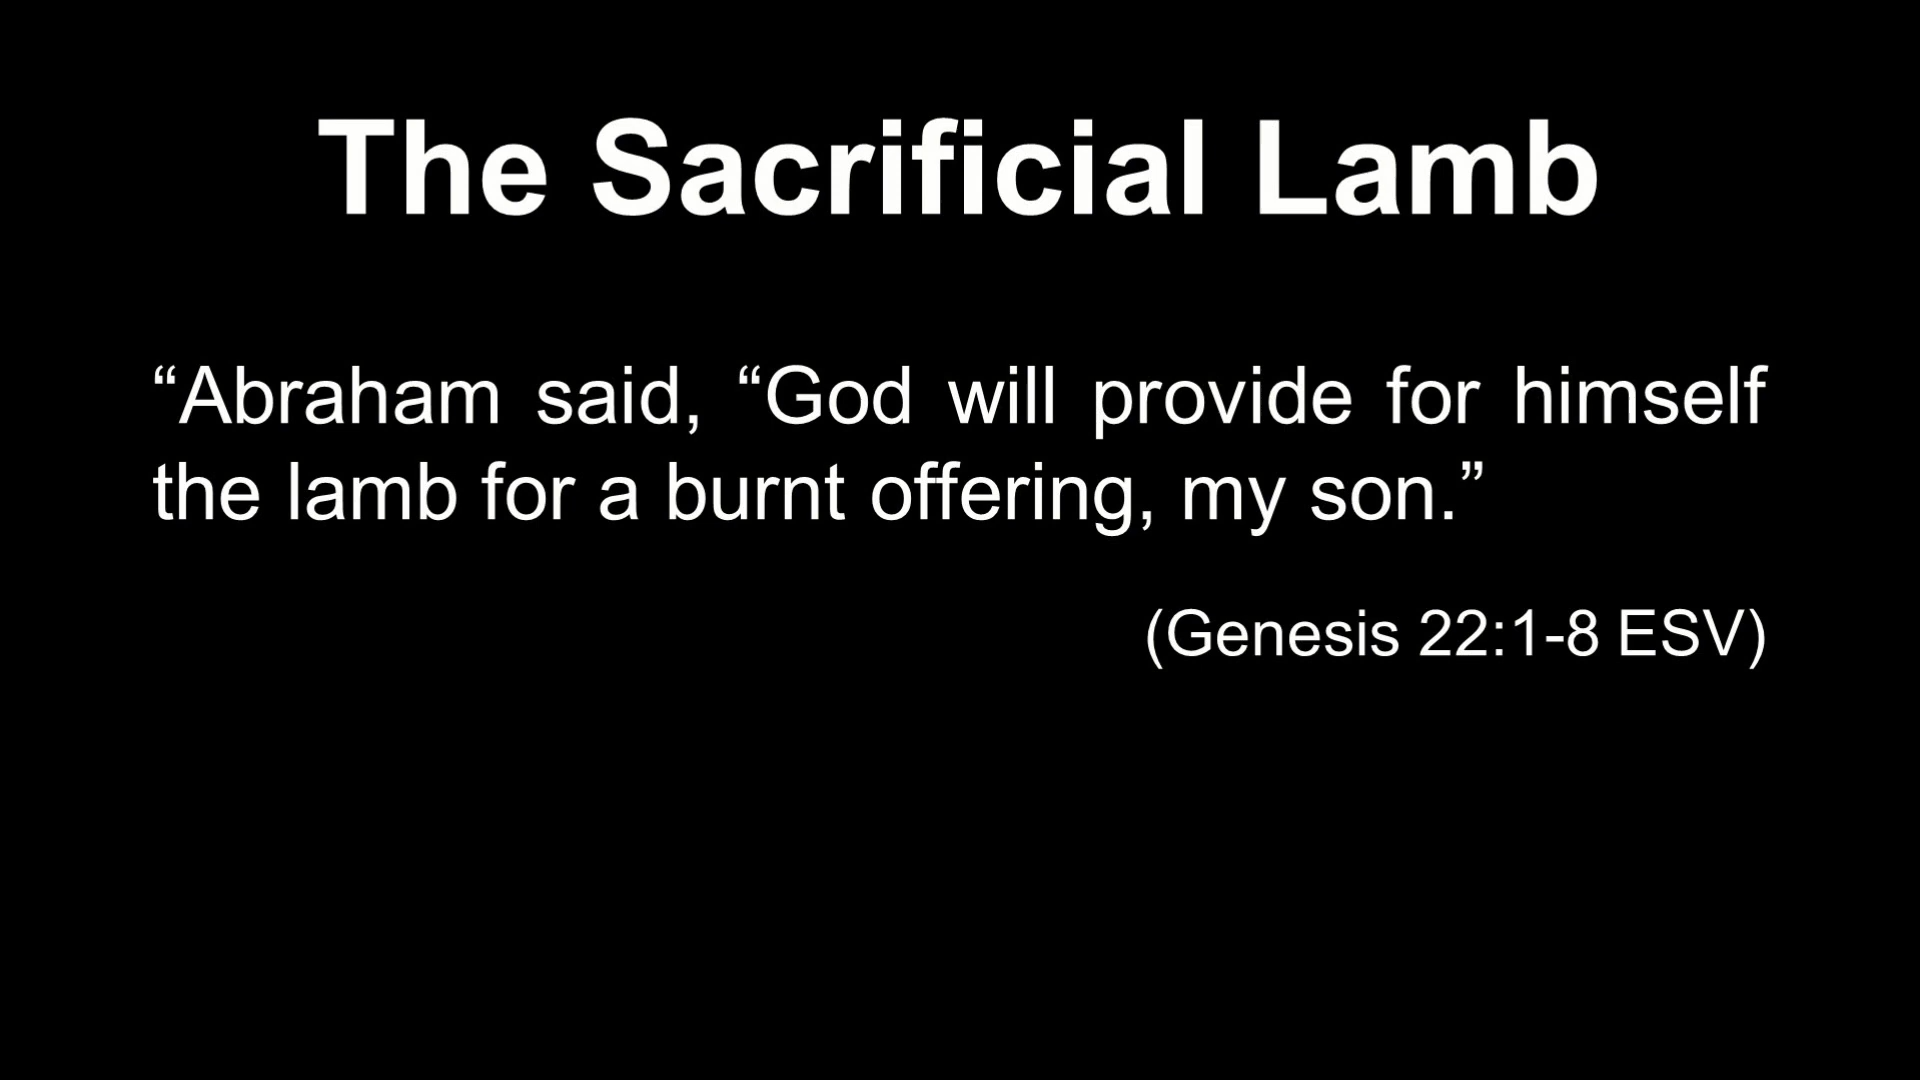 The Sacrificial Lamb
“Abraham said, “God will provide for himself
the lamb for a burnt offering, my son.”
(Genesis 22:1-8 ESV)